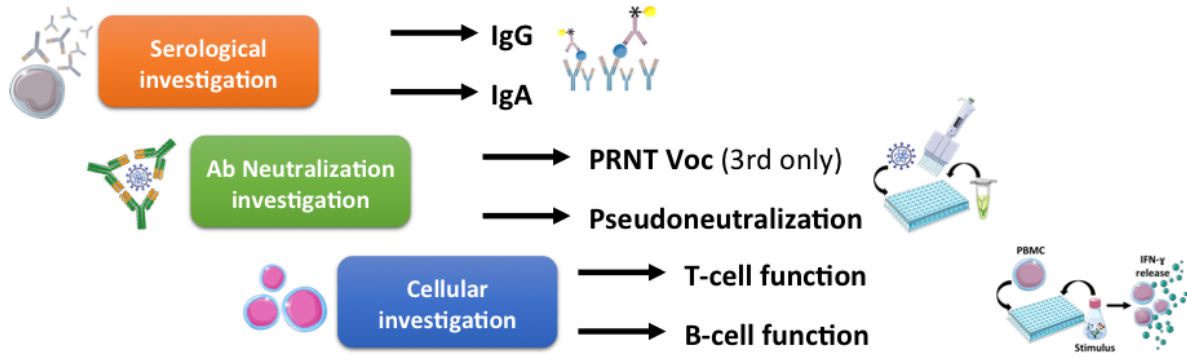 Serological
investigation
IgG
IgA
Ab Neutralization
investigation
PRNT Voc (3rd only)
Pseudoneutralization
Cellular
investigation
T-cell function
B-cell function
PBMC
IFN-ɣ
release
Stimulus